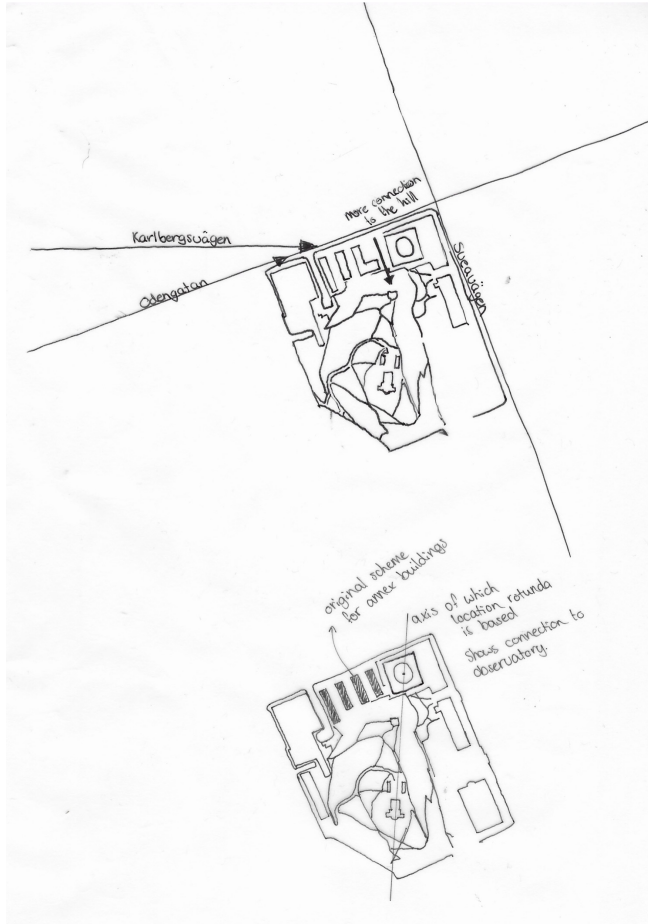 more connection
to the hill
Karlbergsvägen
Odengatan
Sveavägen
original scheme
for annex buildings
axis of which
location rotunda
is based
shows connection to
observatory.